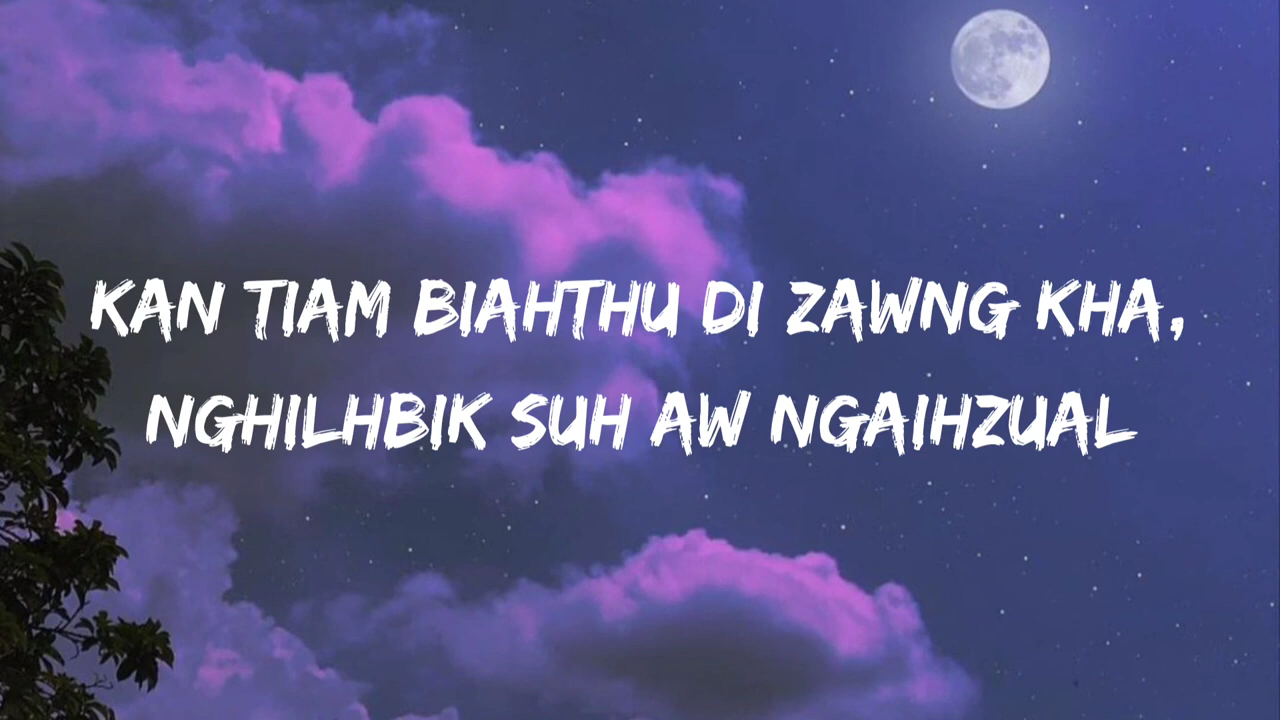 KAN TIAM BIAHTHU DI ZAWNG KHA,
NGHILHBIK SUH AW NGAIHZUAL